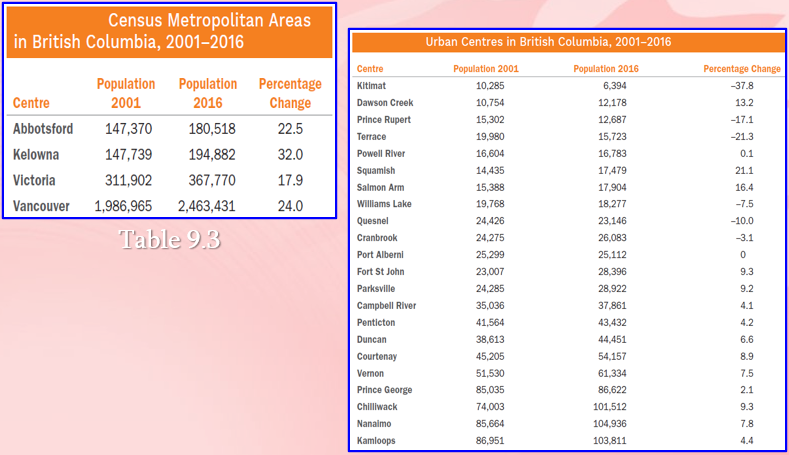 Census Metropolitan Areas
in British Columbia, 2001–2016
Population Population Percentage
Centre 2001 2016 Change
Abbotsford 147,370 180,518 22.5
Kelowna 147,739 194,882 32.0
Victoria 311,902 367,770 17.9
Vancouver 1,986,965 2,463,431 24.0
Table 9.3
Urban Centres in British Columbia, 2001–2016
Centre Population 2001 Population 2016 Percentage Change
Kitimat 10,285 6,394 –37.8
Dawson Creek 10,754 12,178 13.2
Prince Rupert 15,302 12,687 –17.1
Terrace 19,980 15,723 –21.3
Powell River 16,604 16,783 0.1
Squamish 14,435 17,479 21.1
Salmon Arm 15,388 17,904 16.4
Williams Lake 19,768 18,277 –7.5
Quesnel 24,426 23,146 –10.0
Cranbrook 24,275 26,083 –3.1
Port Alberni 25,299 25,112 0
Fort St John 23,007 28,396 9.3
Parksville 24,285 28,922 9.2
Campbell River 35,036 37,861 4.1
Penticton 41,564 43,432 4.2
Duncan 38,613 44,451 6.6
Courtenay 45,205 54,157 8.9
Vernon 51,530 61,334 7.5
Prince George 85,035 86,622 2.1
Chilliwack 74,003 101,512 9.3
Nanaimo 85,664 104,936 7.8
Kamloops 86,951 103,811 4.4